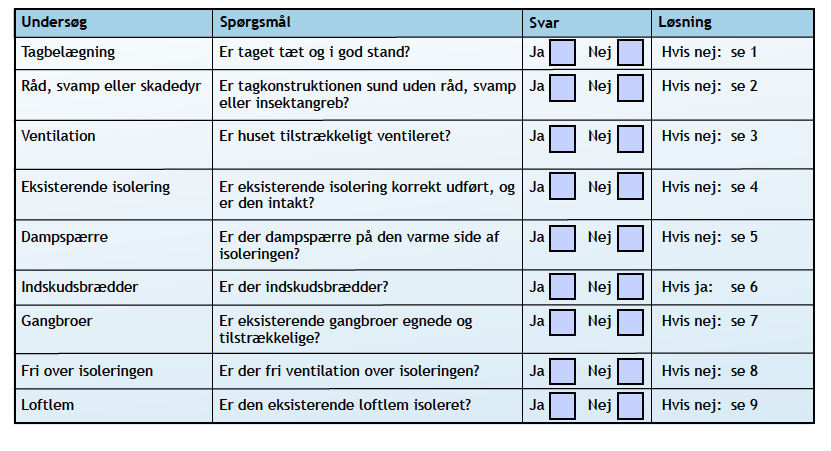 Undersøg Spørgsmål Svar Løsning
Tagbelægning Er taget tæt og i god stand? Ja Nej Hvis nej: se 1
Råd, svamp eller skadedyr Er tagkonstruktionen sund uden råd, svamp Ja Nej Hvis nej: se 2
eller insektangreb?
Ventilation Er huset tilstrækkeligt ventileret? Ja Nej Hvis nej: se 3
Eksisterende isolering Er eksisterende isolering korrekt udført, og Ja Nej Hvis nej: se 4
er den intakt?
Dampspærre Er der dampspærre på den varme side af Ja Nej Hvis nej: se 5
isoleringen?
Indskudsbrædder Er der indskudsbrædder? Ja Nej Hvis ja: se 6
Gangbroer Er eksisterende gangbroer egnede og Ja Nej Hvis nej: se 7
tilstrækkelige?
Fri over isoleringen Er der fri ventilation over isoleringen? Ja Nej Hvis nej: se 8
Loftlem Er den eksisterende loftlem isoleret? Ja Nej Hvis nej: se 9